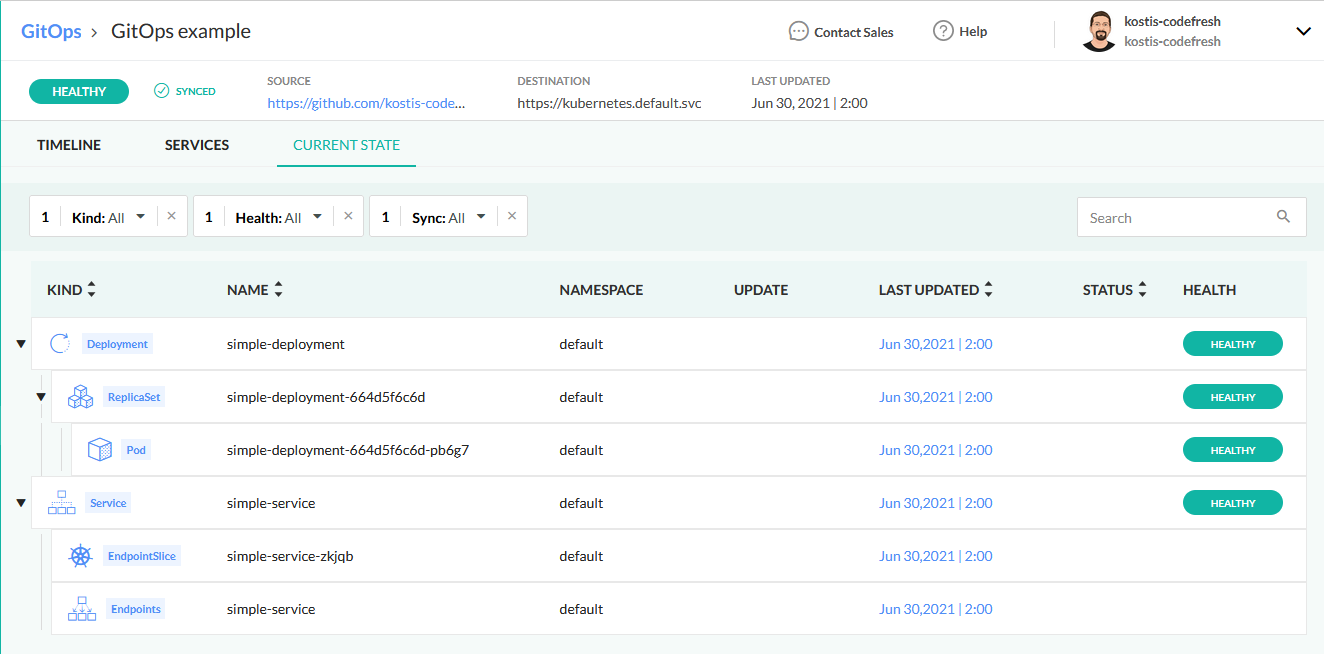 GitOps > GitOps example
Contact Sales
Help
kostis-codefresh
kostis-codefresh
HEALTHY
SYNCED
SOURCE
https://github.com/kostis-code...
DESTINATION
https://kubernetes.default.svc
LAST UPDATED
Jun 30, 2021 | 2:00
TIMELINE SERVICES CURRENT STATE
1 Kind: All × 1 Health: All × 1 Sync: All × Search
KIND NAME NAMESPACE UPDATE LAST UPDATED STATUS HEALTH
Deployment simple-deployment default Jun 30,2021 | 2:00 HEALTHY
ReplicaSet simple-deployment-664d5f6c6d default Jun 30,2021 | 2:00 HEALTHY
Pod simple-deployment-664d5f6c6d-pb6g7 default Jun 30,2021 | 2:00 HEALTHY
Service simple-service default Jun 30,2021 | 2:00 HEALTHY
EndpointSlice simple-service-zkjqb default Jun 30,2021 | 2:00
Endpoints simple-service default Jun 30,2021 | 2:00